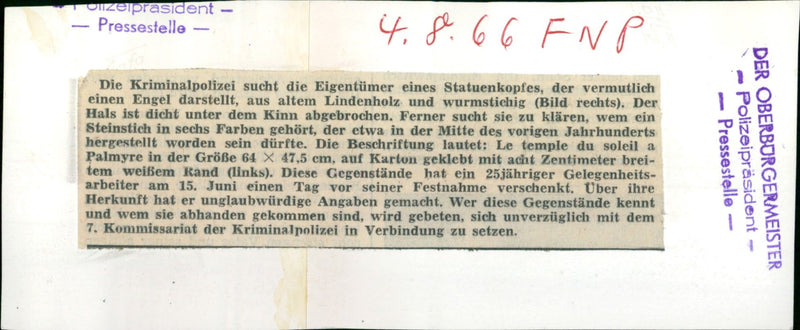 Polizeipräsident —
— Pressestelle —
4. 8. 66 FNP
Die Kriminalpolizei sucht die Eigentümer eines Statuenkopfes, der vermutlich
einen Engel darstellt, aus altem Lindenholz und wurmstichig (Bild rechts). Der
Hals ist dicht unter dem Kinn abgebrochen. Ferner sucht sie zu klären, wem ein
Steinstich in sechs Farben gehört, der etwa in der Mitte des vorigen Jahrhunderts
hergestellt worden sein dürfte. Die Beschriftung lautet: Le temple du soleil a
Palmyre in der Größe 64 × 47,5 cm, auf Karton geklebt mit acht Zentimeter brei-
tem weißem Rand (links). Diese Gegenstände hat ein 25jähriger Gelegenheits-
arbeiter am 15. Juni einen Tag vor seiner Festnahme verschenkt. Über ihre
Herkunft hat er unglaubwürdige Angaben gemacht. Wer diese Gegenstände kennt
und wem sie abhanden gekommen sind, wird gebeten, sich unverzüglich mit dem
7. Kommissariat der Kriminalpolizei in Verbindung zu setzen.
DER OBERBÜRGERMEISTER
— Polizeipräsident —
— Pressestelle —